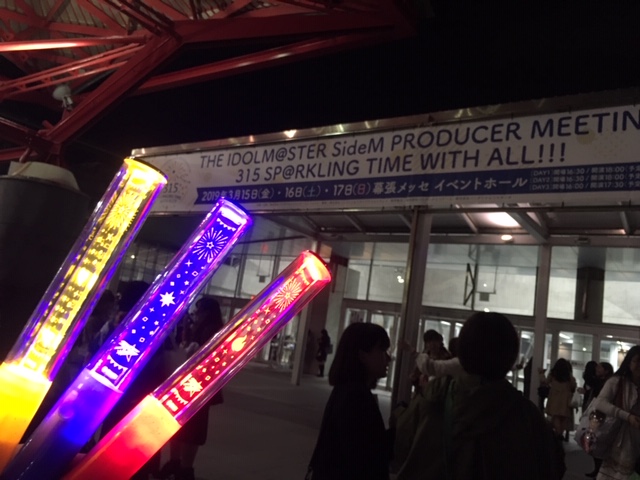 THE IDOLM@STER SideM PRODUCER MEETIN
315 SP@RKLING TIME WITH ALL!!!
2019年3月15日(金)・16日(土)・17日(日) 幕張メッセ イベントホール
315